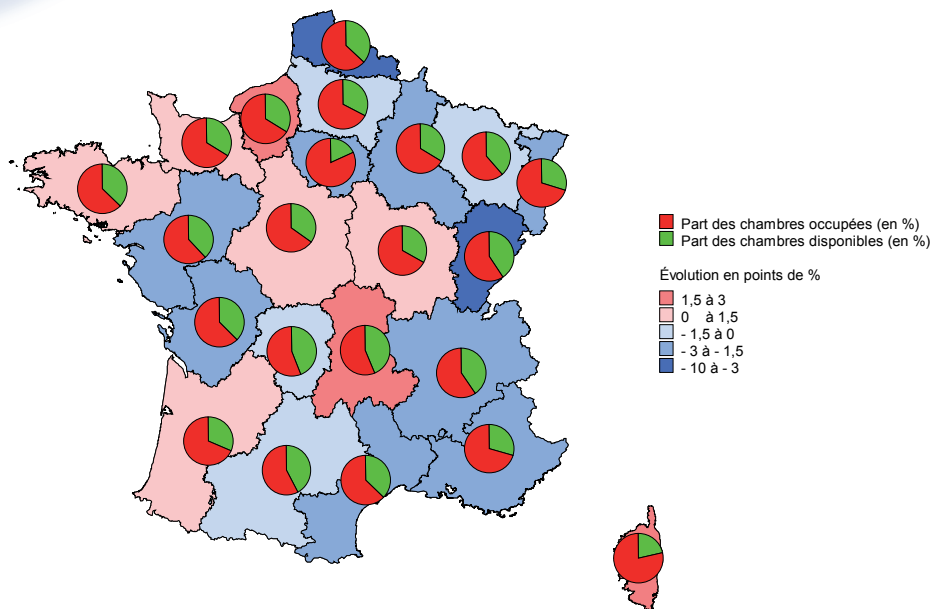 Part des chambres occupées (en %)
Part des chambres disponibles (en %)
Évolution en points de %
1,5 à 3
0 à 1,5
- 1,5 à 0
- 3 à - 1,5
- 10 à - 3